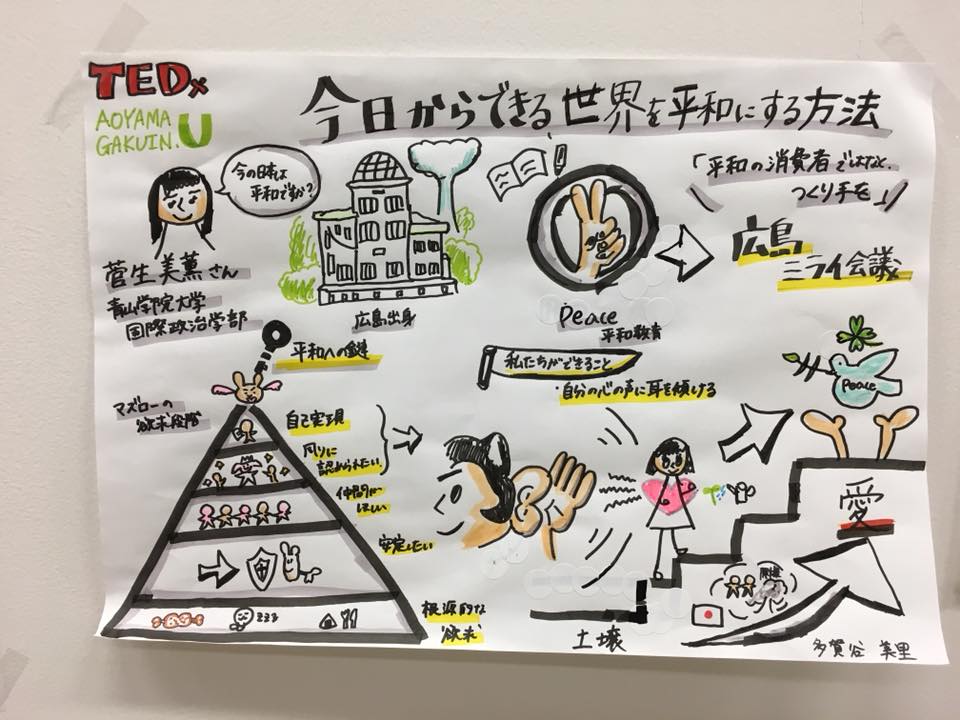 TEDx
AOYAMA
GAKUIN.U
今日からできる世界を平和にする方法
今の日本は
平和ですか?
「平和の消費者ではなく、
つくり手を」
広島
ミライ会議
菅生美薫さん
青山学院大学
国際政治学部
広島出身
Peace
平和教育
平和への鍵
私たちができること
・自分の心の声に耳を傾ける
マズローの
欲求段階
自己実現
周りに
認められたい
仲間が
ほしい
安定したい
根源的な
欲求
zzz
Peace
愛
土壌
多賀谷 美里